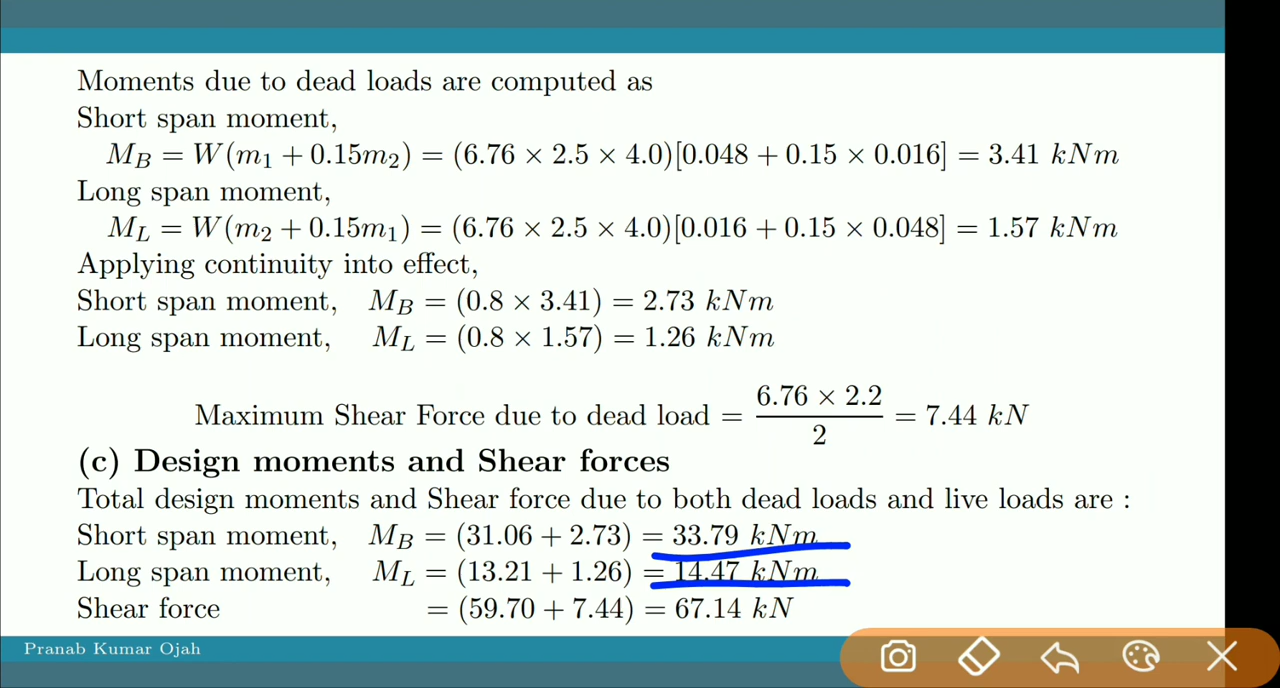 Moments due to dead loads are computed as
Short span moment,
M_B = W(m_1 + 0.15m_2) = (6.76 × 2.5 × 4.0)[0.048 + 0.15 × 0.016] = 3.41 kNm
Long span moment,
M_L = W(m_2 + 0.15m_1) = (6.76 × 2.5 × 4.0)[0.016 + 0.15 × 0.048] = 1.57 kNm
Applying continuity into effect,
Short span moment, M_B = (0.8 × 3.41) = 2.73 kNm
Long span moment, M_L = (0.8 × 1.57) = 1.26 kNm
Maximum Shear Force due to dead load = \frac{6.76 × 2.2}{2} = 7.44 kN
(c) Design moments and Shear forces
Total design moments and Shear force due to both dead loads and live loads are :
Short span moment, M_B = (31.06 + 2.73) = 33.79 kNm
Long span moment, M_L = (13.21 + 1.26) = 14.47 kNm
Shear force = (59.70 + 7.44) = 67.14 kN
Pranab Kumar Ojah